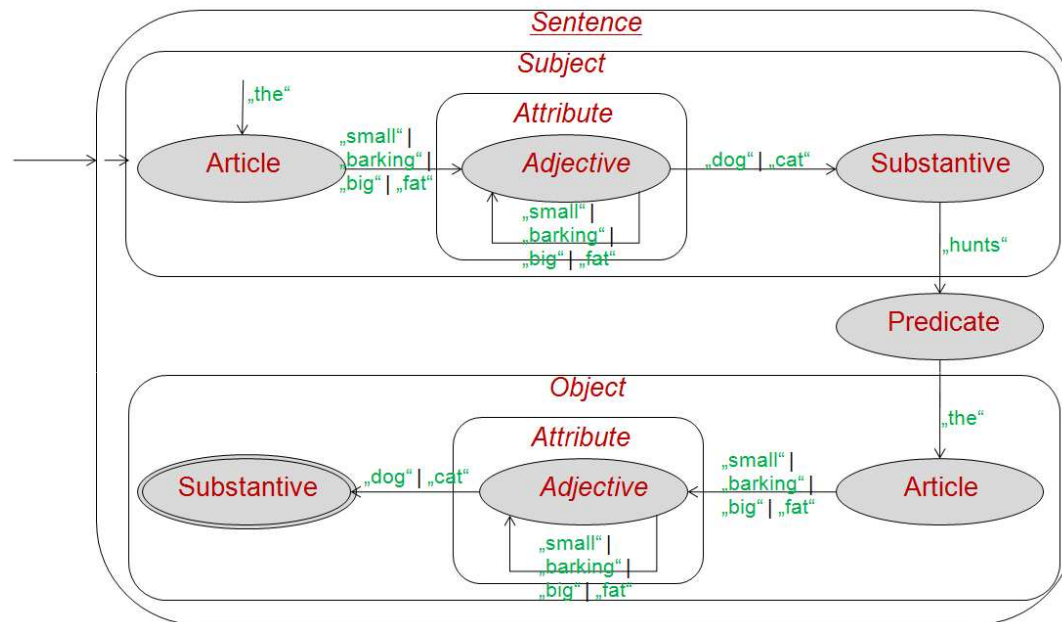 Sentence
Subject
„the“
Attribute
„small“ |
„barking“ |
„big“ | „fat“
Article
Adjective
„dog“ | „cat“
Substantive
„small“ |
„barking“ |
„big“ | „fat“
„hunts“
Predicate
Object
„the“
Attribute
„small“ |
„barking“ |
„big“ | „fat“
Substantive
„dog“ | „cat“
Adjective
Article
„small“ |
„barking“ |
„big“ | „fat“